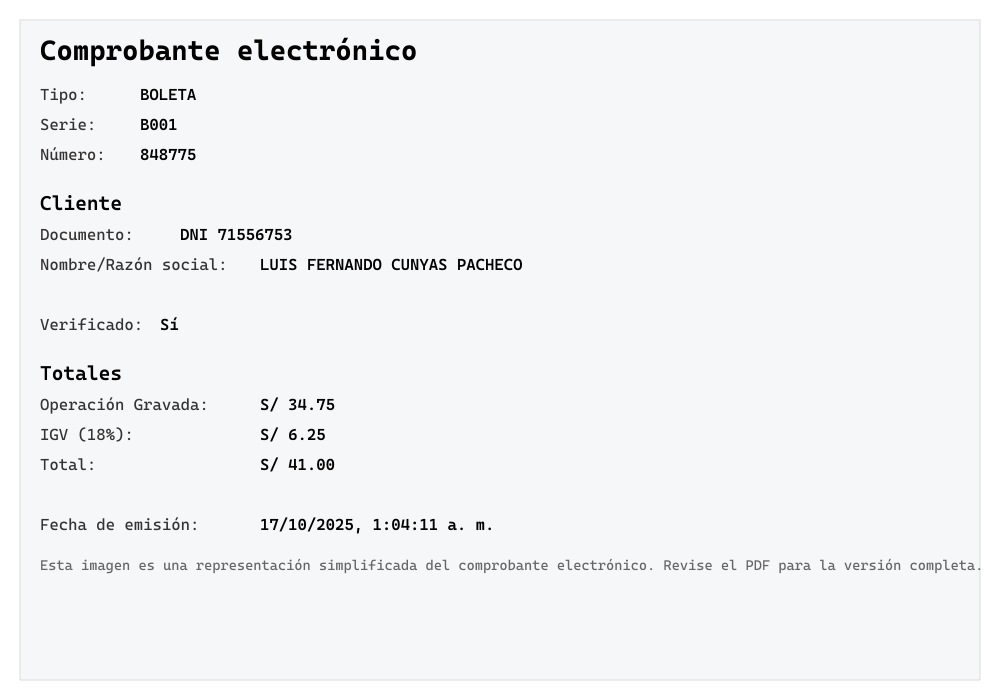 Comprobante electrónico
Tipo: BOLETA
Serie: B001
Número: 848775
Cliente
Documento: DNI 71556753
Nombre/Razón social: LUIS FERNANDO CUNYAS PACHECO
Verificado: Sí
Totales
Operación Gravada: S/ 34.75
IGV (18%): S/ 6.25
Total: S/ 41.00
Fecha de emisión: 17/10/2025, 1:04:11 a. m.
Esta imagen es una representación simplificada del comprobante electrónico. Revise el PDF para la versión completa.